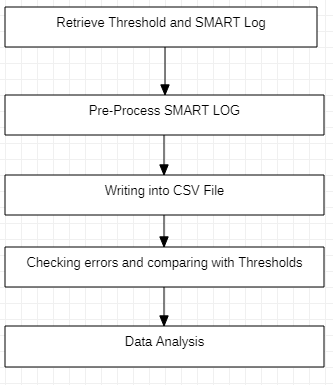 Retrieve Threshold and SMART Log
Pre-Process SMART LOG
Writing into CSV File
Checking errors and comparing with Thresholds
Data Analysis